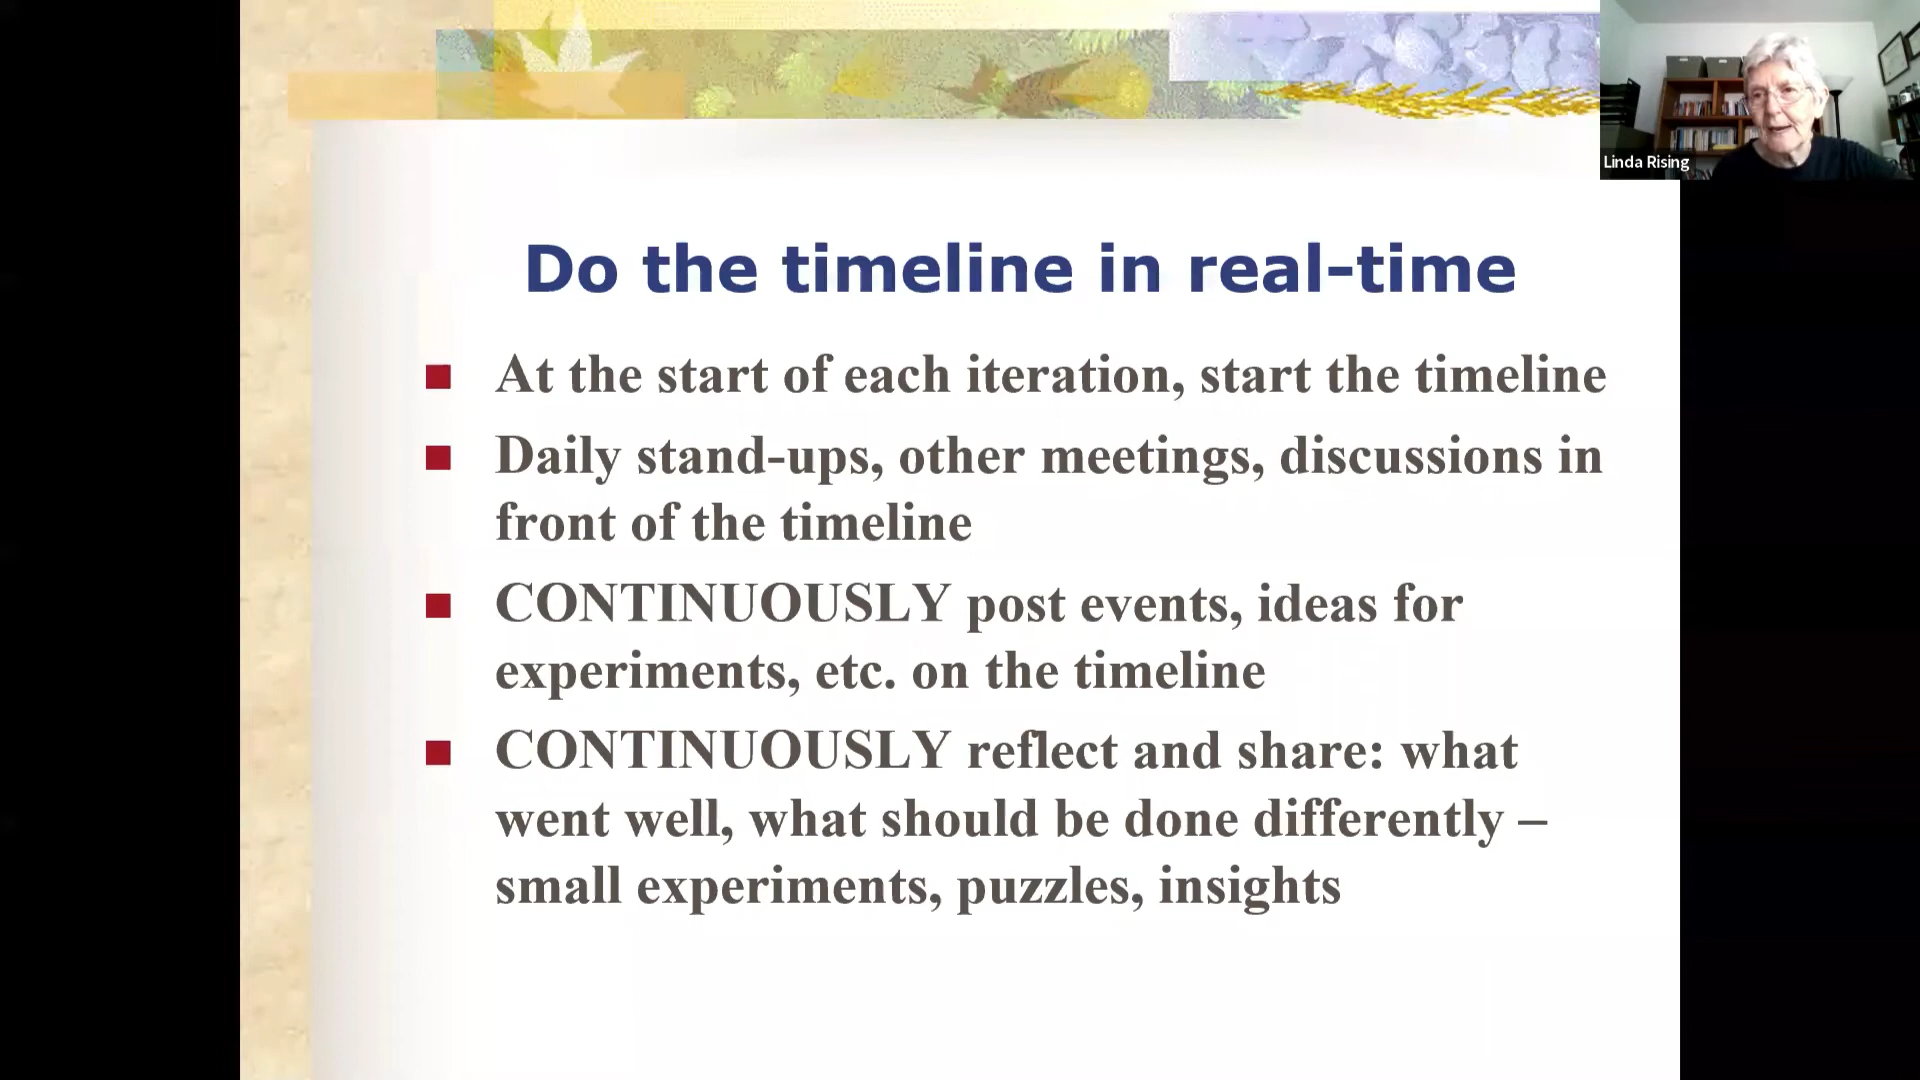 Linda Rising
Do the timeline in real-time
At the start of each iteration, start the timeline
Daily stand-ups, other meetings, discussions in
front of the timeline
CONTINUOUSLY post events, ideas for
experiments, etc. on the timeline
CONTINUOUSLY reflect and share: what
went well, what should be done differently –
small experiments, puzzles, insights